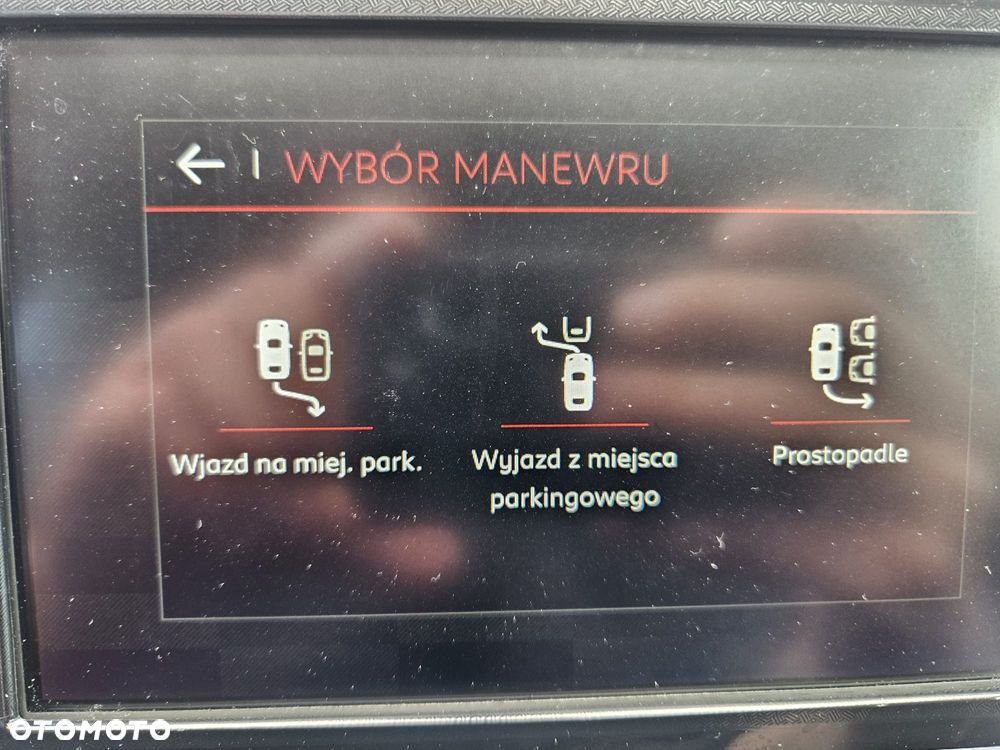 WYBÓR MANEWRU
Wjazd na miej. park.
Wyjazd z miejsca
parkingowego
Prostopadle
OTOMOTO